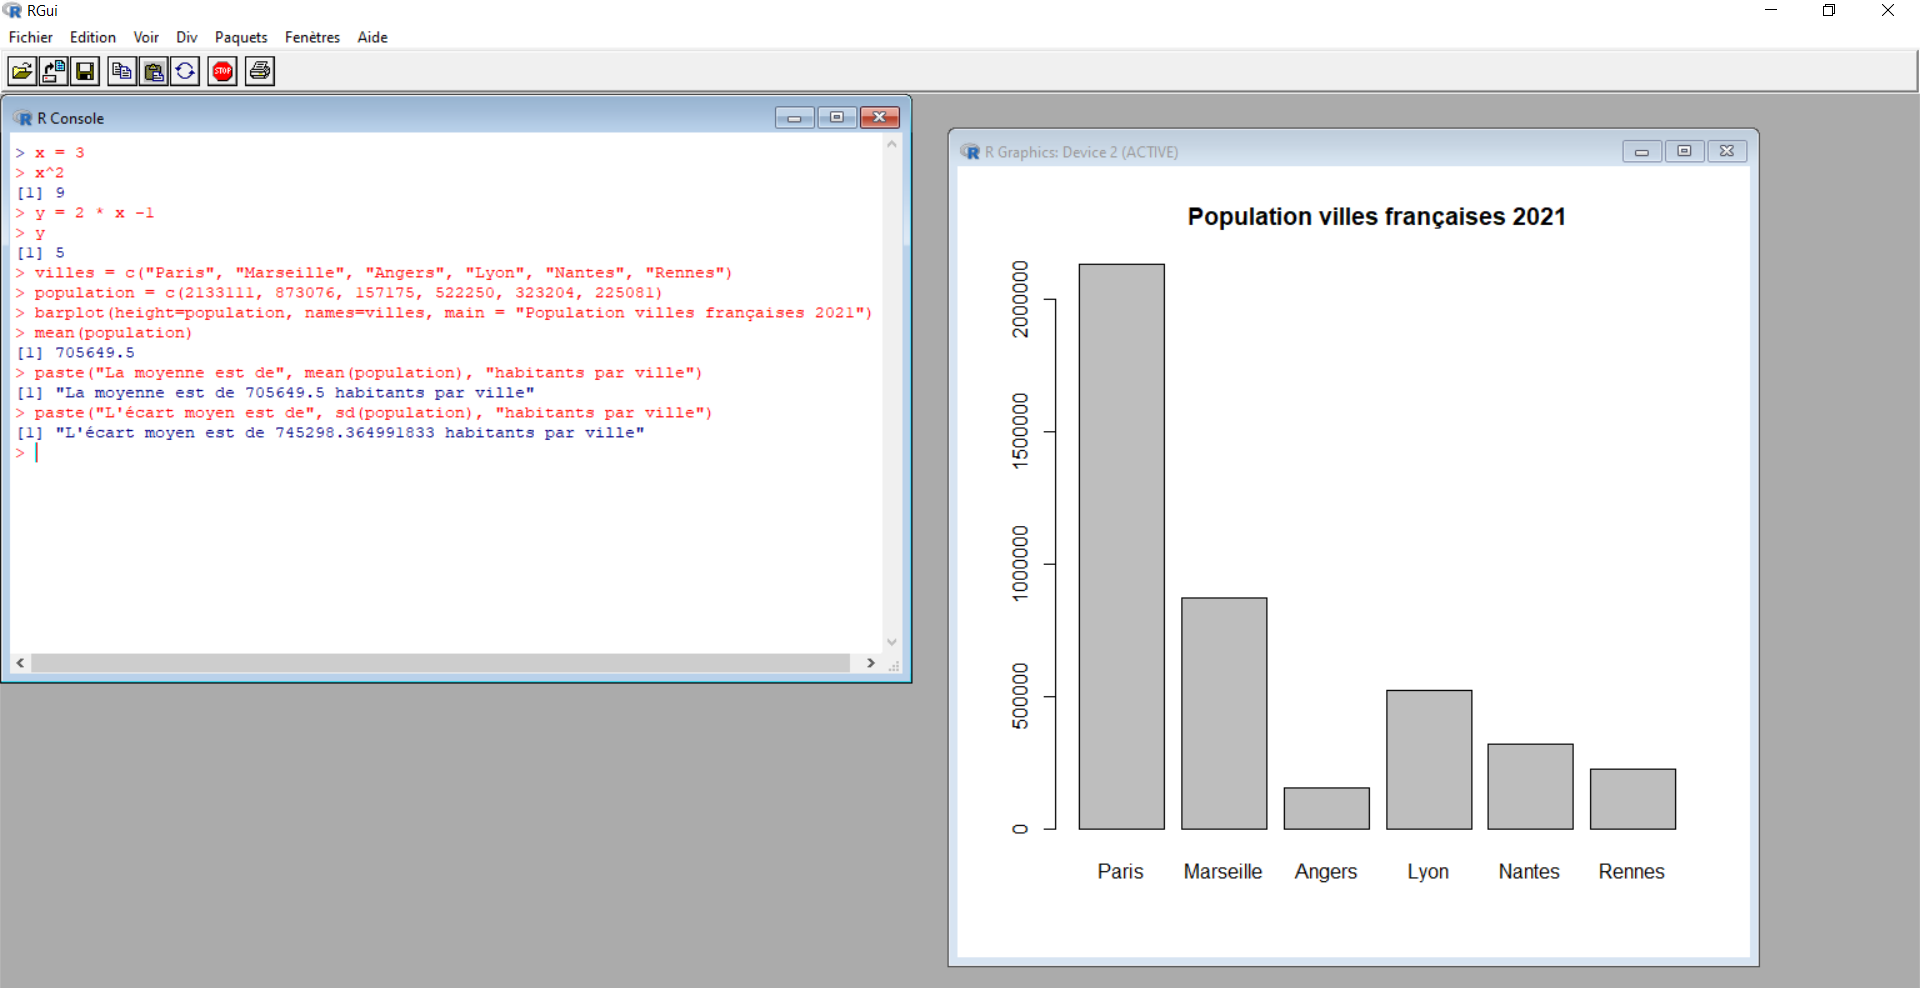 RGui
Fichier Edition Voir Div Paquets Fenêtres Aide
STOP
R Console
> x = 3
> x^2
[1] 9
> y = 2 * x -1
> y
[1] 5
> villes = c("Paris", "Marseille", "Angers", "Lyon", "Nantes", "Rennes")
> population = c(2133111, 873076, 157175, 522250, 323204, 225081)
> barplot(height=population, names=villes, main = "Population villes françaises 2021")
> mean(population)
[1] 705649.5
> paste("La moyenne est de", mean(population), "habitants par ville")
[1] "La moyenne est de 705649.5 habitants par ville"
> paste("L'écart moyen est de", sd(population), "habitants par ville")
[1] "L'écart moyen est de 745298.364991833 habitants par ville"
>
R Graphics: Device 2 (ACTIVE)
Population villes françaises 2021
2000000
1500000
1000000
500000
0
Paris Marseille Angers Lyon Nantes Rennes